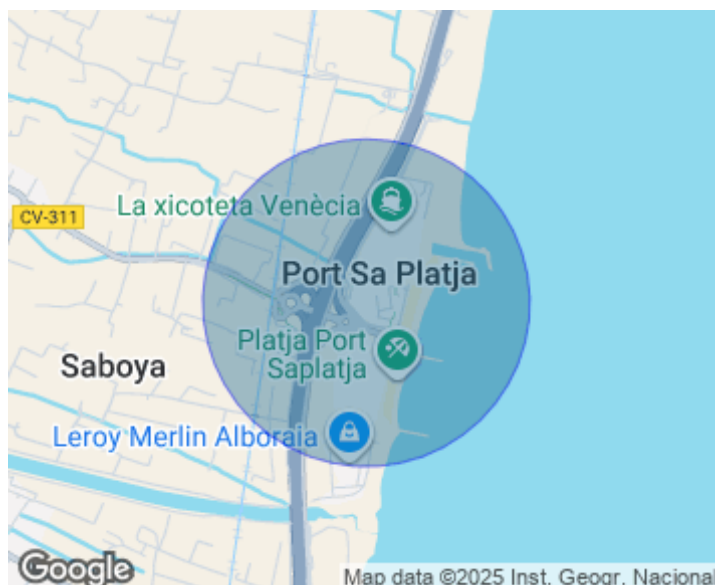 La xicoteta Venècia
CV-311
Port Sa Platja
Platja Port
Saplatja
Saboya
Leroy Merlin Alboraia
Google
Map data ©2025 Inst. Geogr. Nacional